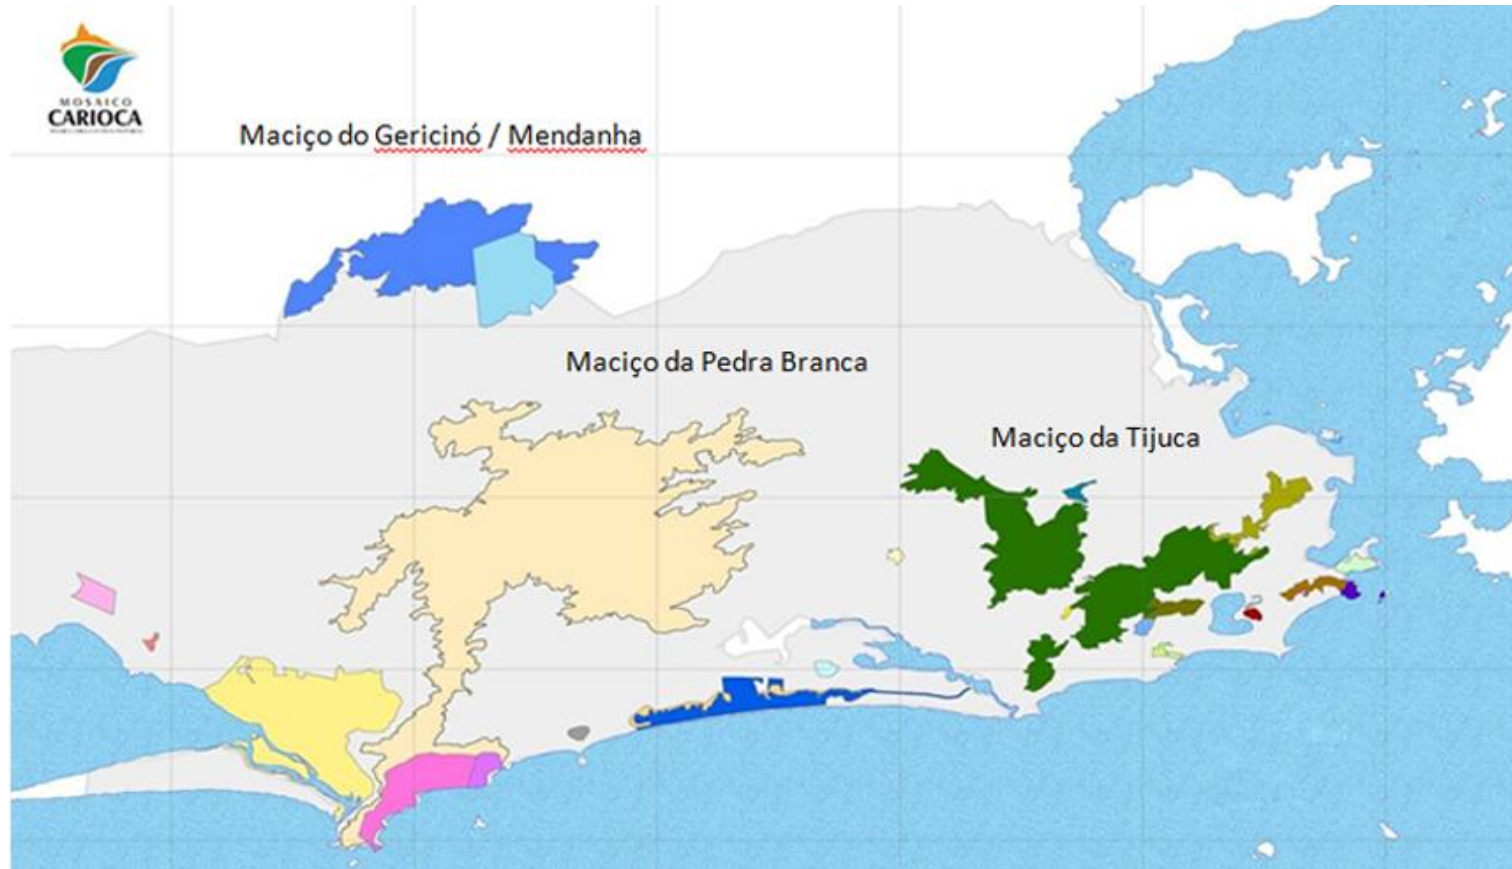 MOSAICO
CARIOCA
Maciço do Gericinó / Mendanha
Maciço da Pedra Branca
Maciço da Tijuca